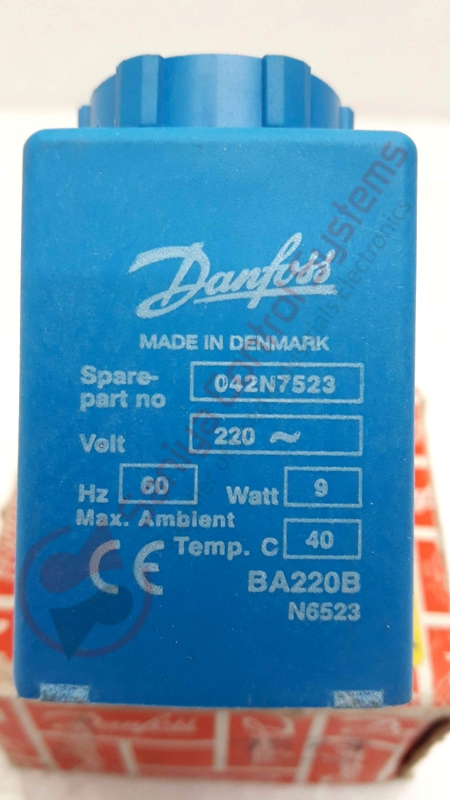 Danfoss
MADE IN DENMARK
Spare-
part no 042N7523
Volt 220 ~
Hz 60 Watt 9
Max. Ambient
Temp. C 40
CE BA220B
N6523
Danfoss